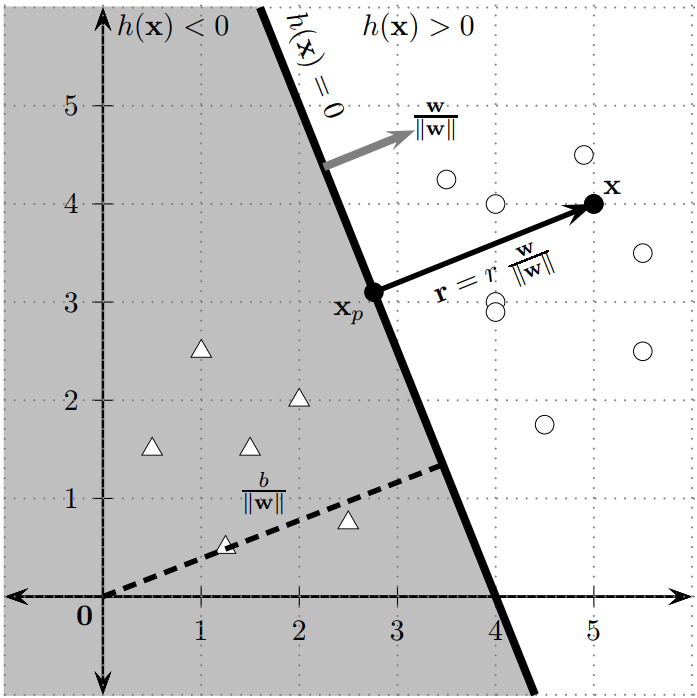 h(x) < 0
h(x) = 0
h(x) > 0
w/‖w‖
5
4
x
r = r w/‖w‖
3
x_p
2
b/‖w‖
1
0
1
2
3
4
5